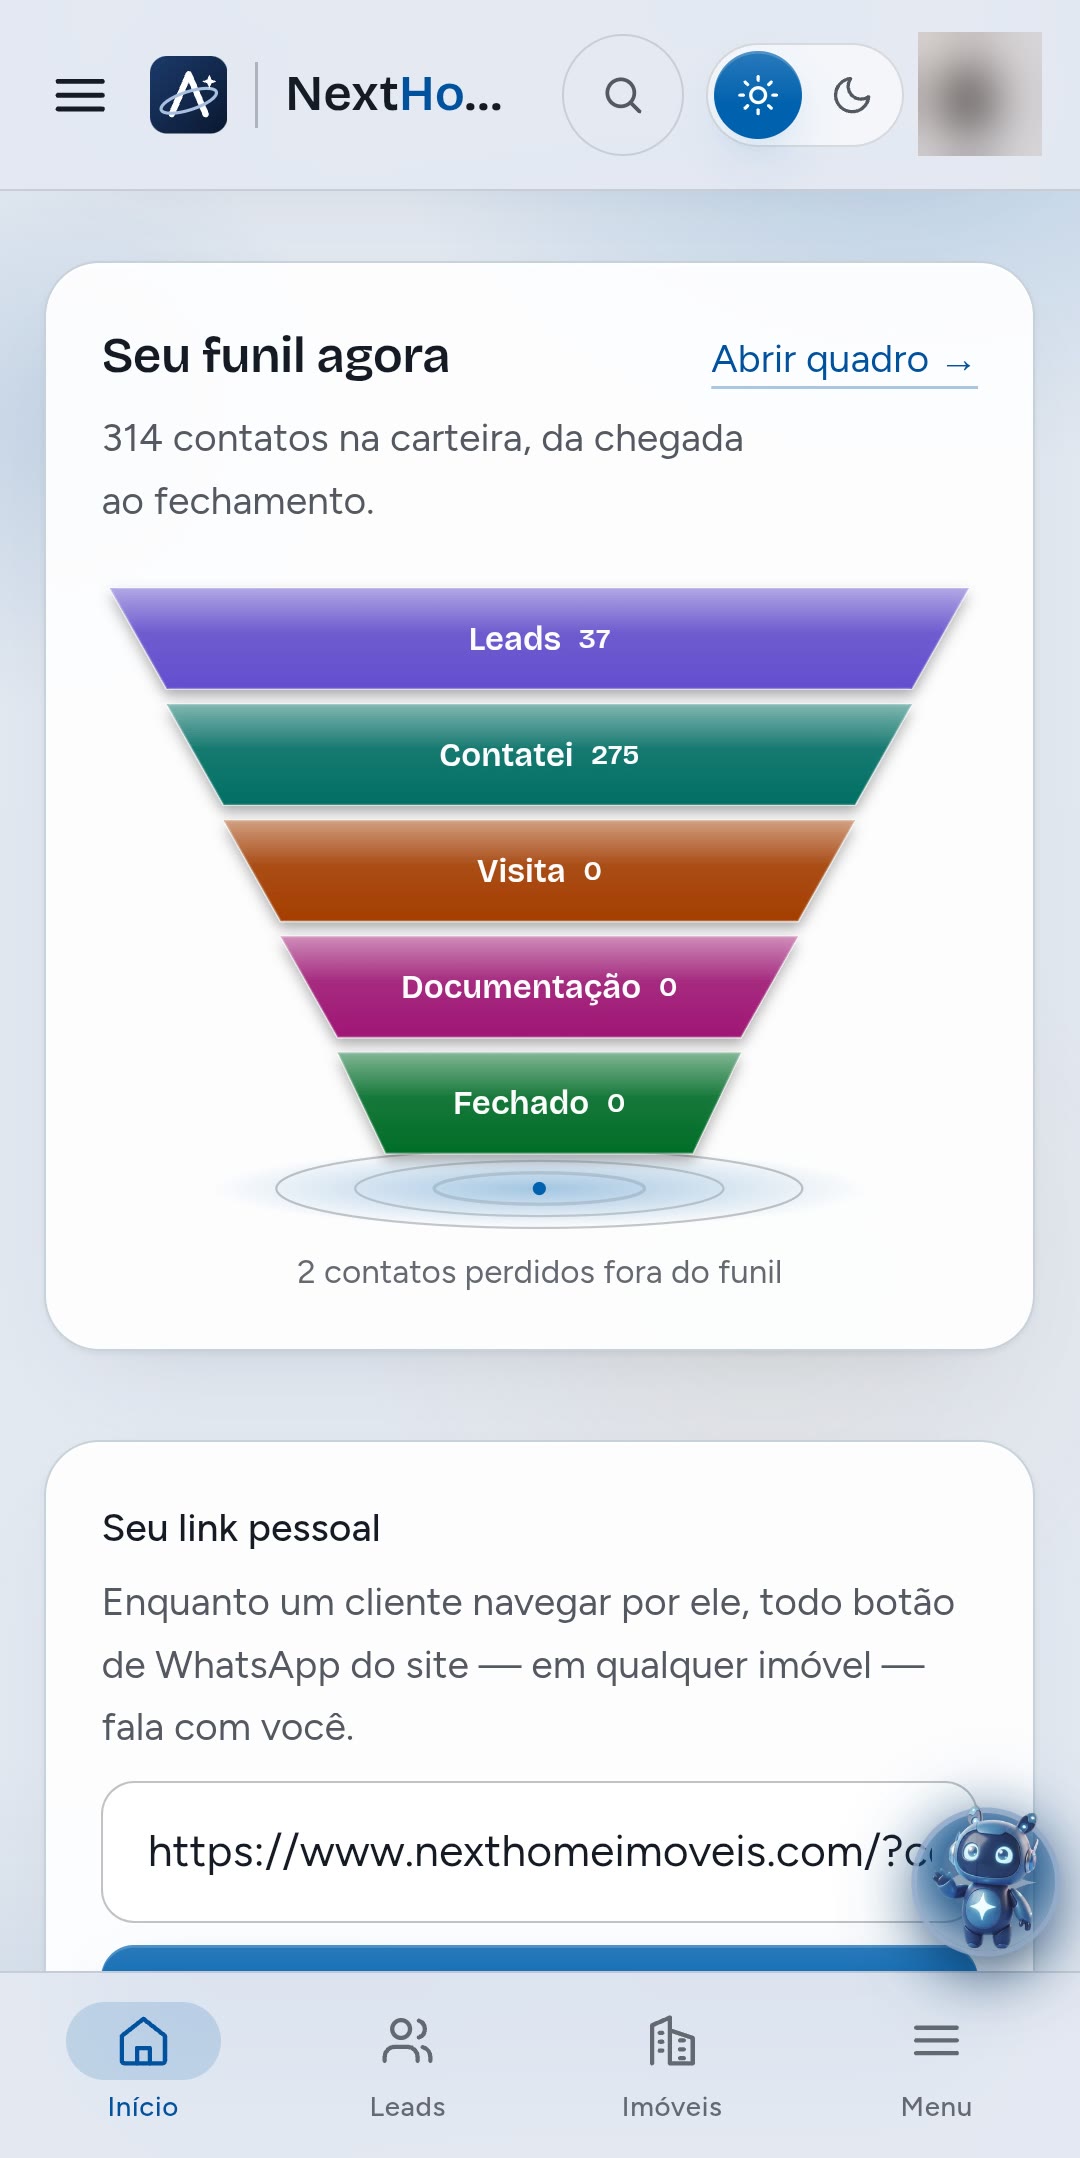 NextHo...
Seu funil agora
Abrir quadro →
314 contatos na carteira, da chegada
ao fechamento.
Leads 37
Contatei 275
Visita 0
Documentação 0
Fechado 0
2 contatos perdidos fora do funil
Seu link pessoal
Enquanto um cliente navegar por ele, todo botão
de WhatsApp do site — em qualquer imóvel —
fala com você.
https://www.nexthomeimoveis.com/?c
Início
Leads
Imóveis
Menu